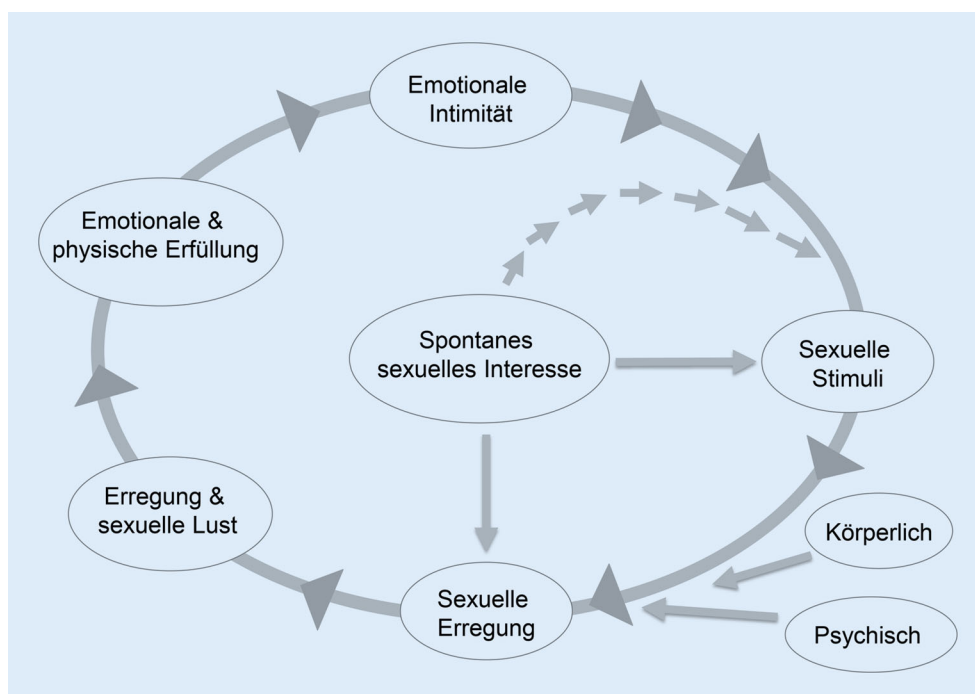 Emotionale
Intimität
Emotionale &
physische Erfüllung
Spontanes
sexuelles Interesse
Sexuelle
Stimuli
Erregung &
sexuelle Lust
Körperlich
Sexuelle
Erregung
Psychisch